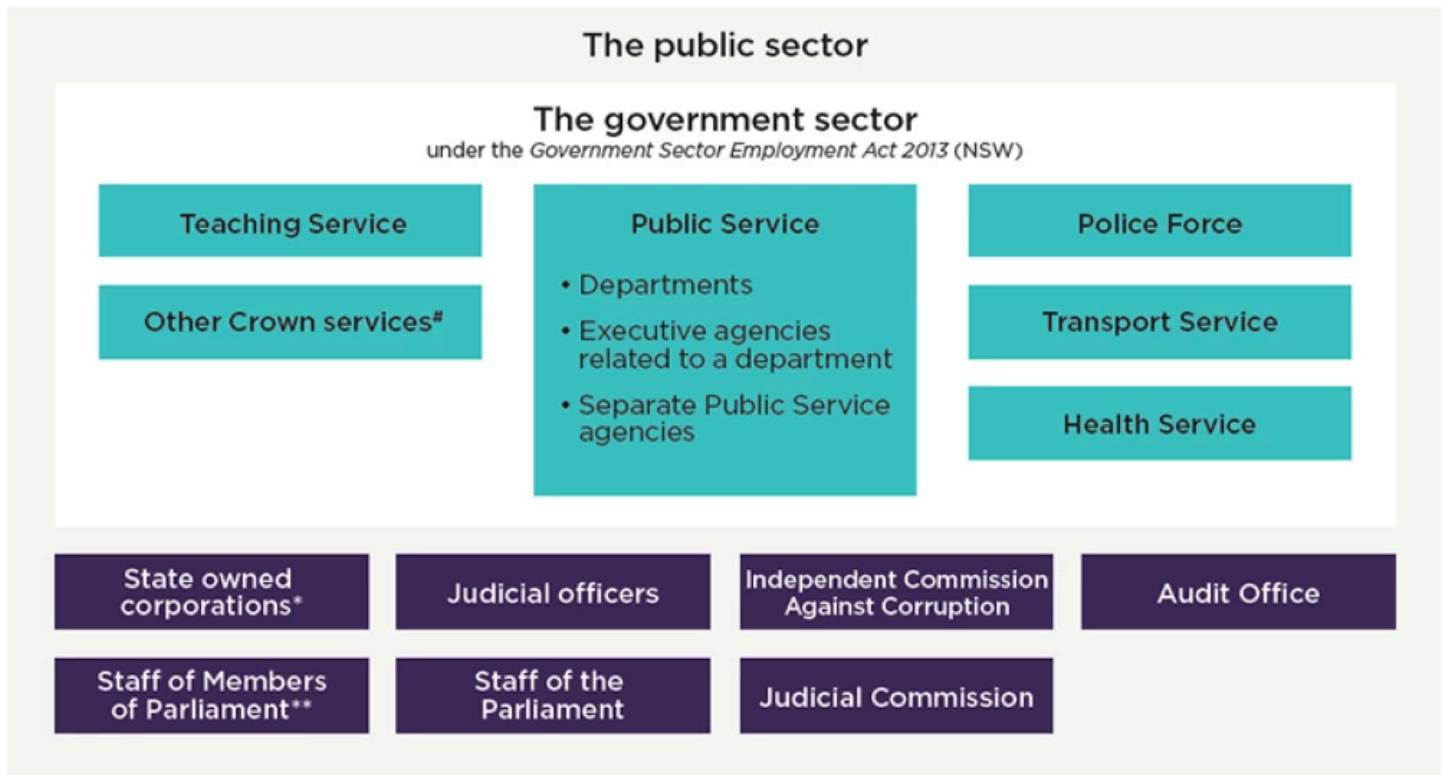 The public sector
The government sector
under the Government Sector Employment Act 2013 (NSW)
Teaching Service
Other Crown services#
Public Service
• Departments
• Executive agencies
related to a department
• Separate Public Service
agencies
Police Force
Transport Service
Health Service
State owned
corporations*
Judicial officers
Independent Commission
Against Corruption
Audit Office
Staff of Members
of Parliament**
Staff of the
Parliament
Judicial Commission